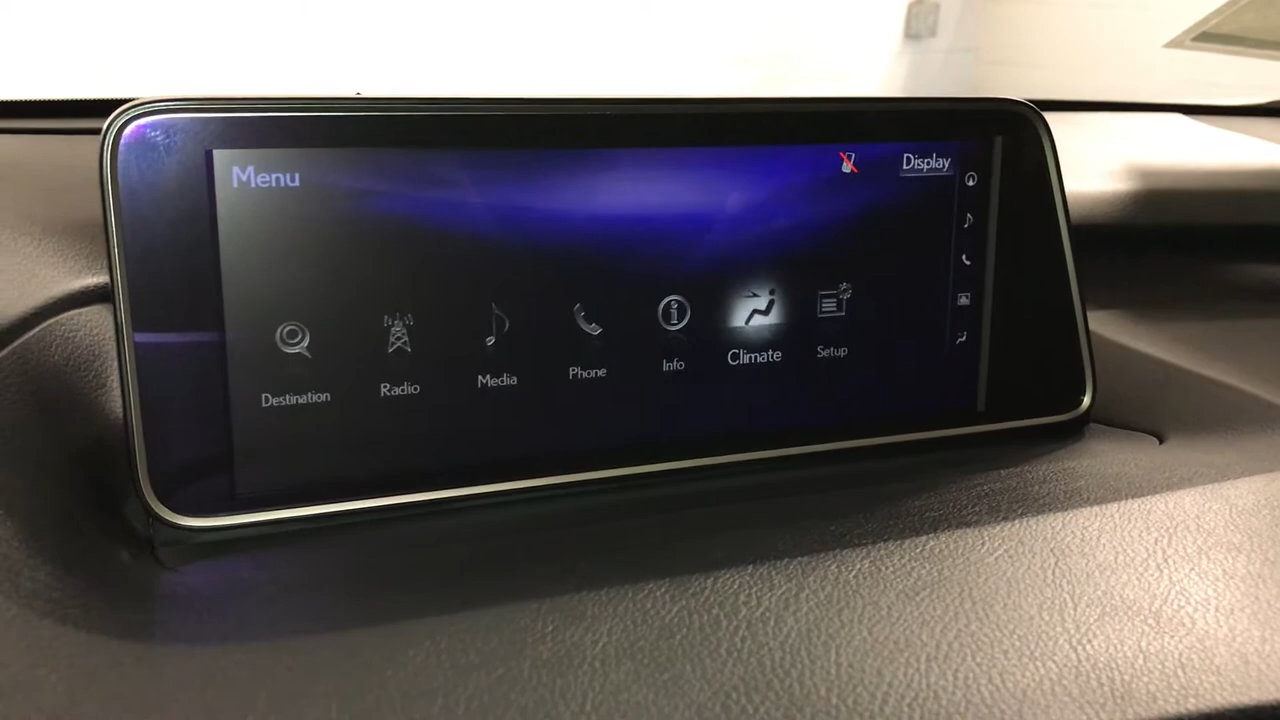 Menu
Display
Destination
Radio
Media
Phone
Info
Climate
Setup